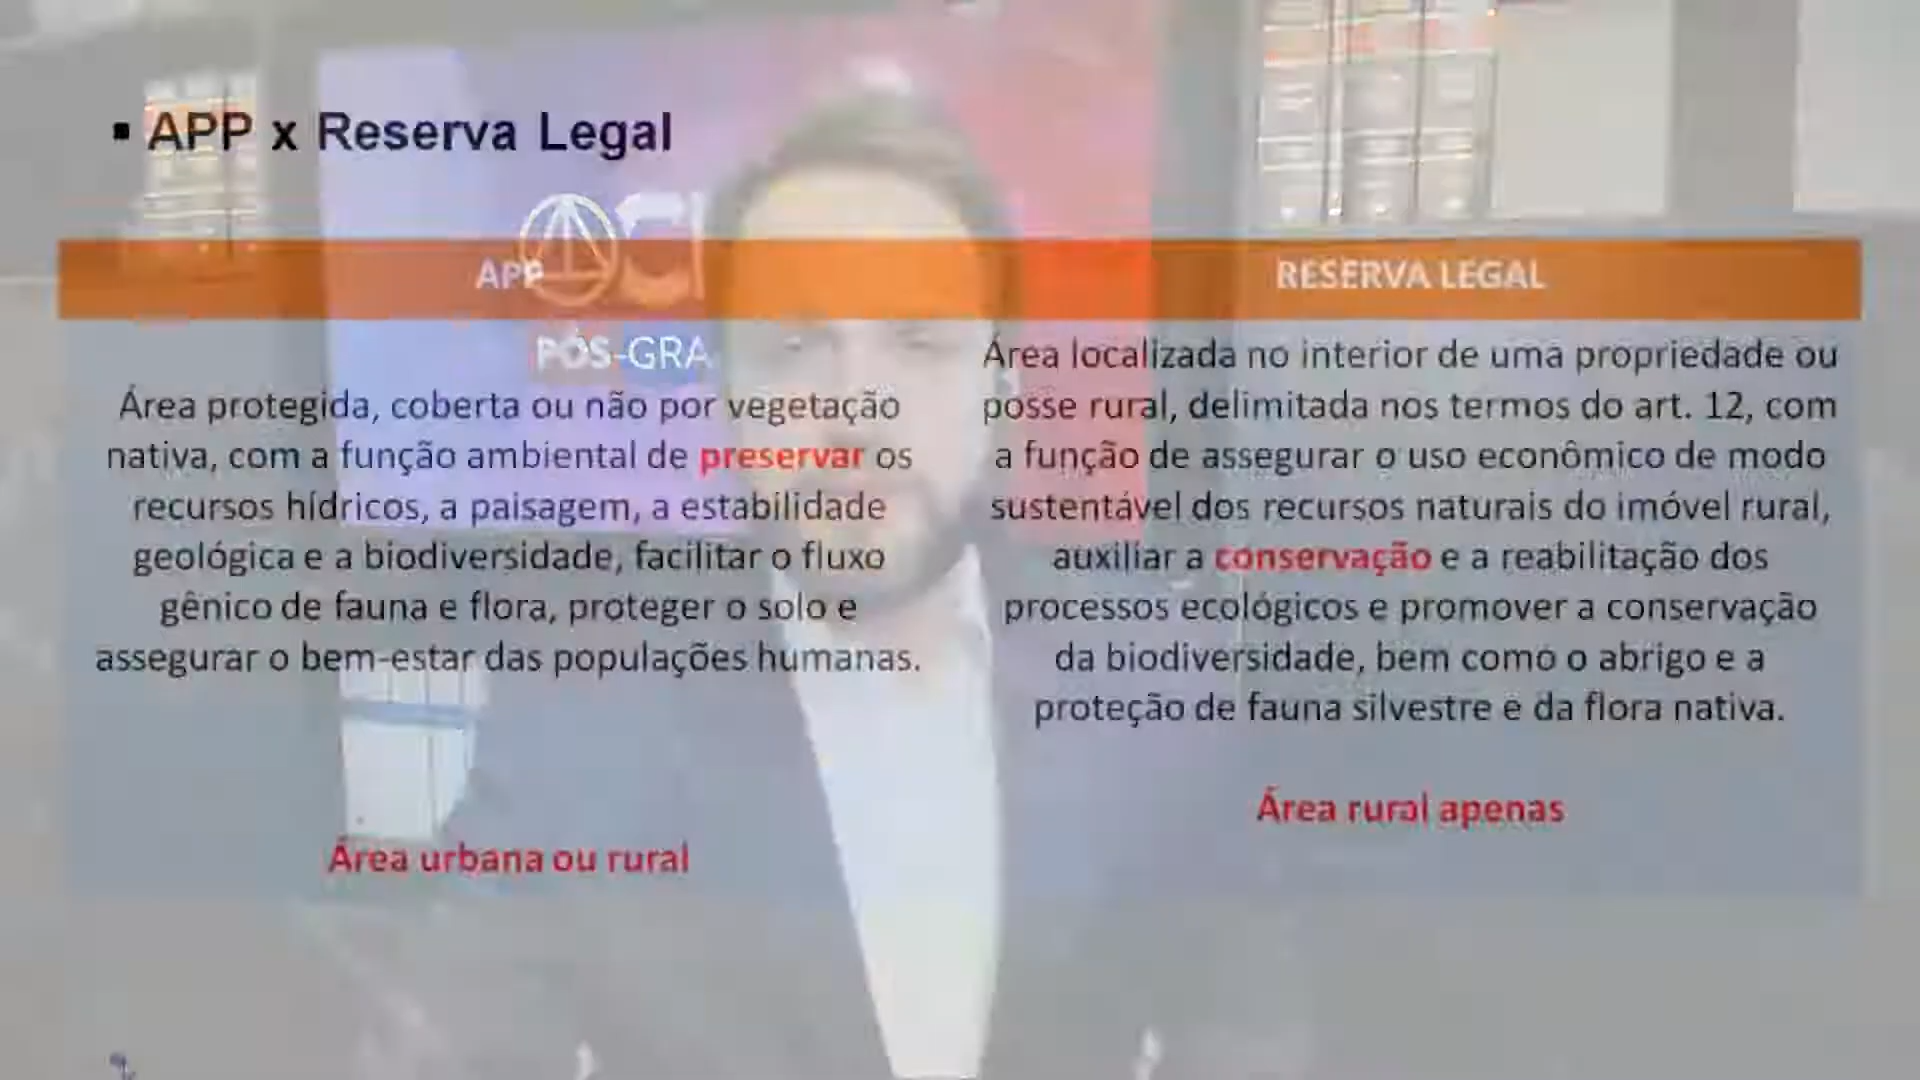 ▪ APP x Reserva Legal
APP
RESERVA LEGAL
PÓS-GRA
Área protegida, coberta ou não por vegetação
nativa, com a função ambiental de preservar os
recursos hídricos, a paisagem, a estabilidade
geológica e a biodiversidade, facilitar o fluxo
gênico de fauna e flora, proteger o solo e
assegurar o bem-estar das populações humanas.
Área urbana ou rural
Área localizada no interior de uma propriedade ou
posse rural, delimitada nos termos do art. 12, com
a função de assegurar o uso econômico de modo
sustentável dos recursos naturais do imóvel rural,
auxiliar a conservação e a reabilitação dos
processos ecológicos e promover a conservação
da biodiversidade, bem como o abrigo e a
proteção de fauna silvestre e da flora nativa.
Área rural apenas